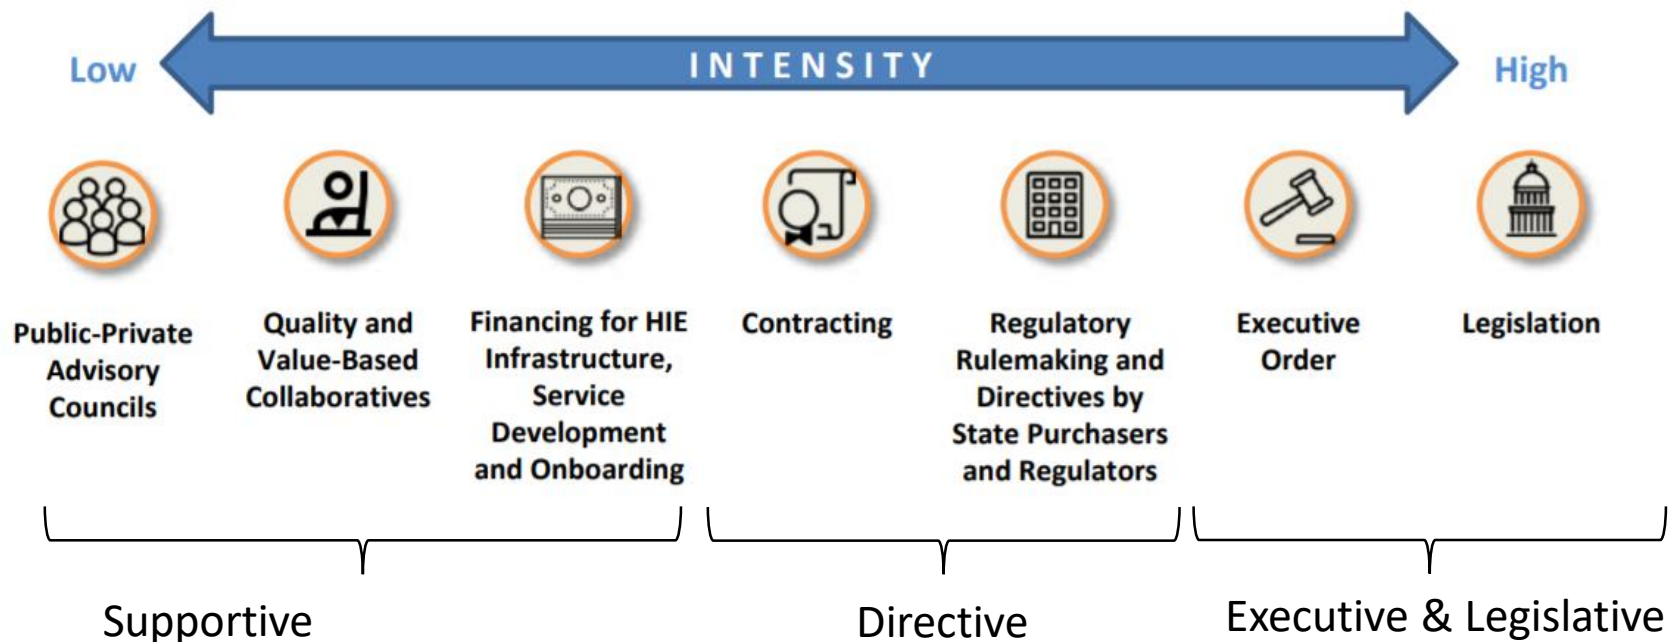 INTENSITY
Low
High
Public-Private
Advisory
Councils
Quality and
Value-Based
Collaboratives
Financing for HIE
Infrastructure,
Service
Development
and Onboarding
Contracting
Regulatory
Rulemaking and
Directives by
State Purchasers
and Regulators
Executive
Order
Legislation
Supportive
Directive
Executive & Legislative